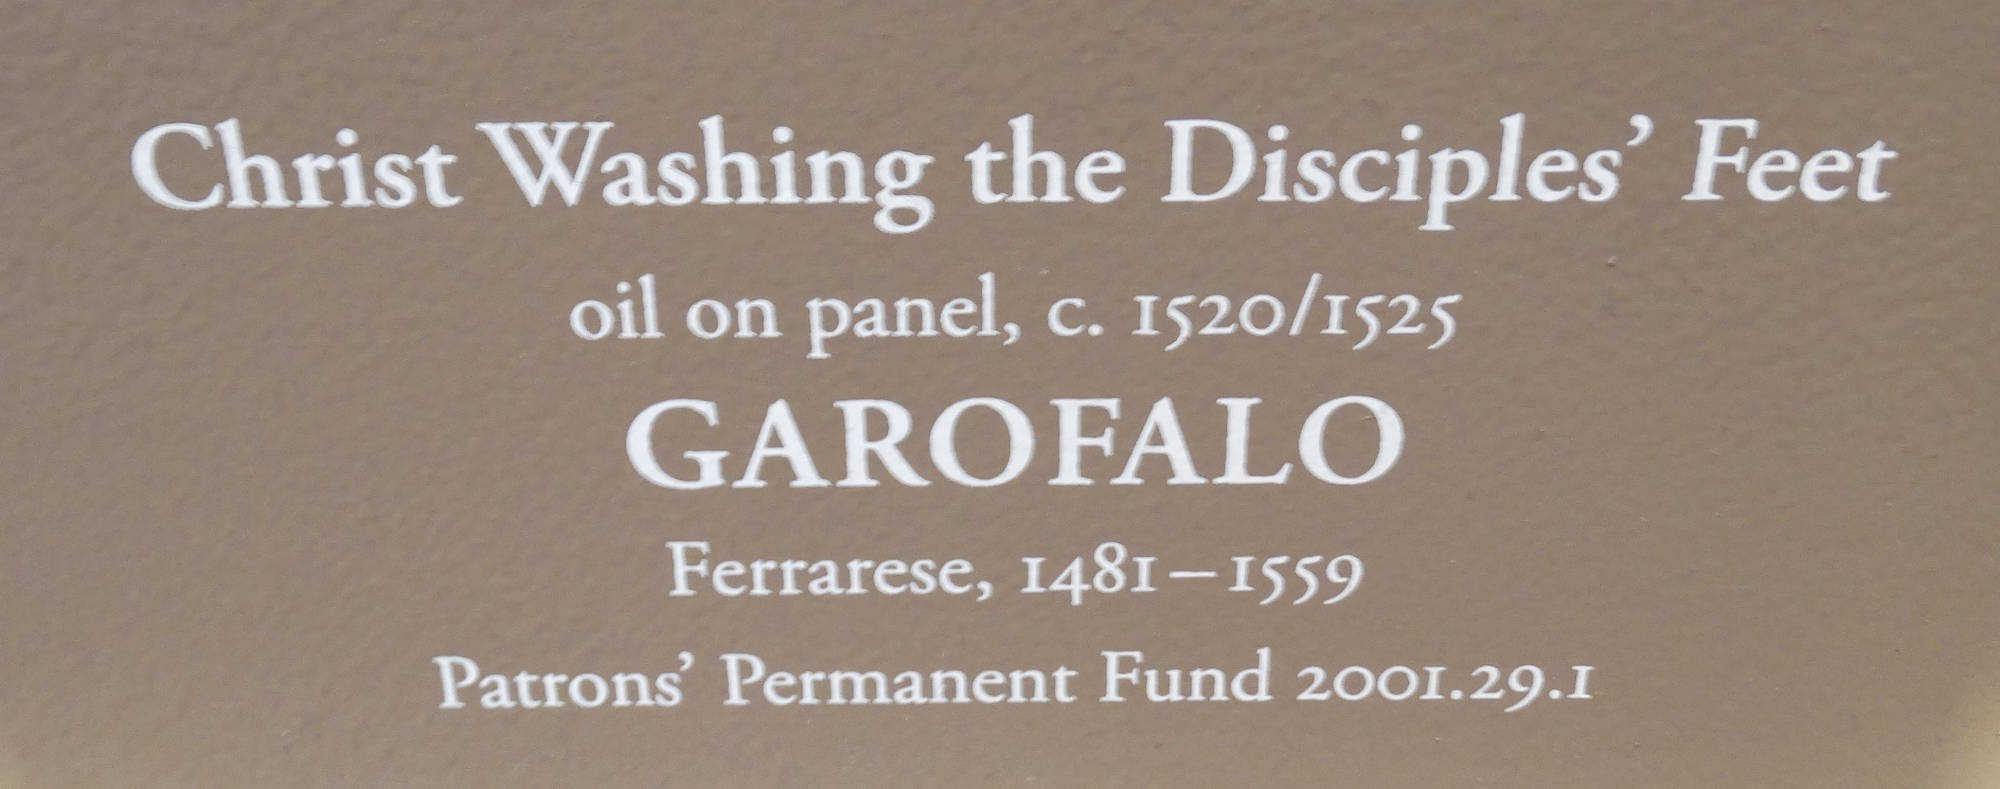 Christ Washing the Disciples’ Feet
oil on panel, c. 1520/1525
GAROFALO
Ferrarese, 1481–1559
Patrons’ Permanent Fund 2001.29.1